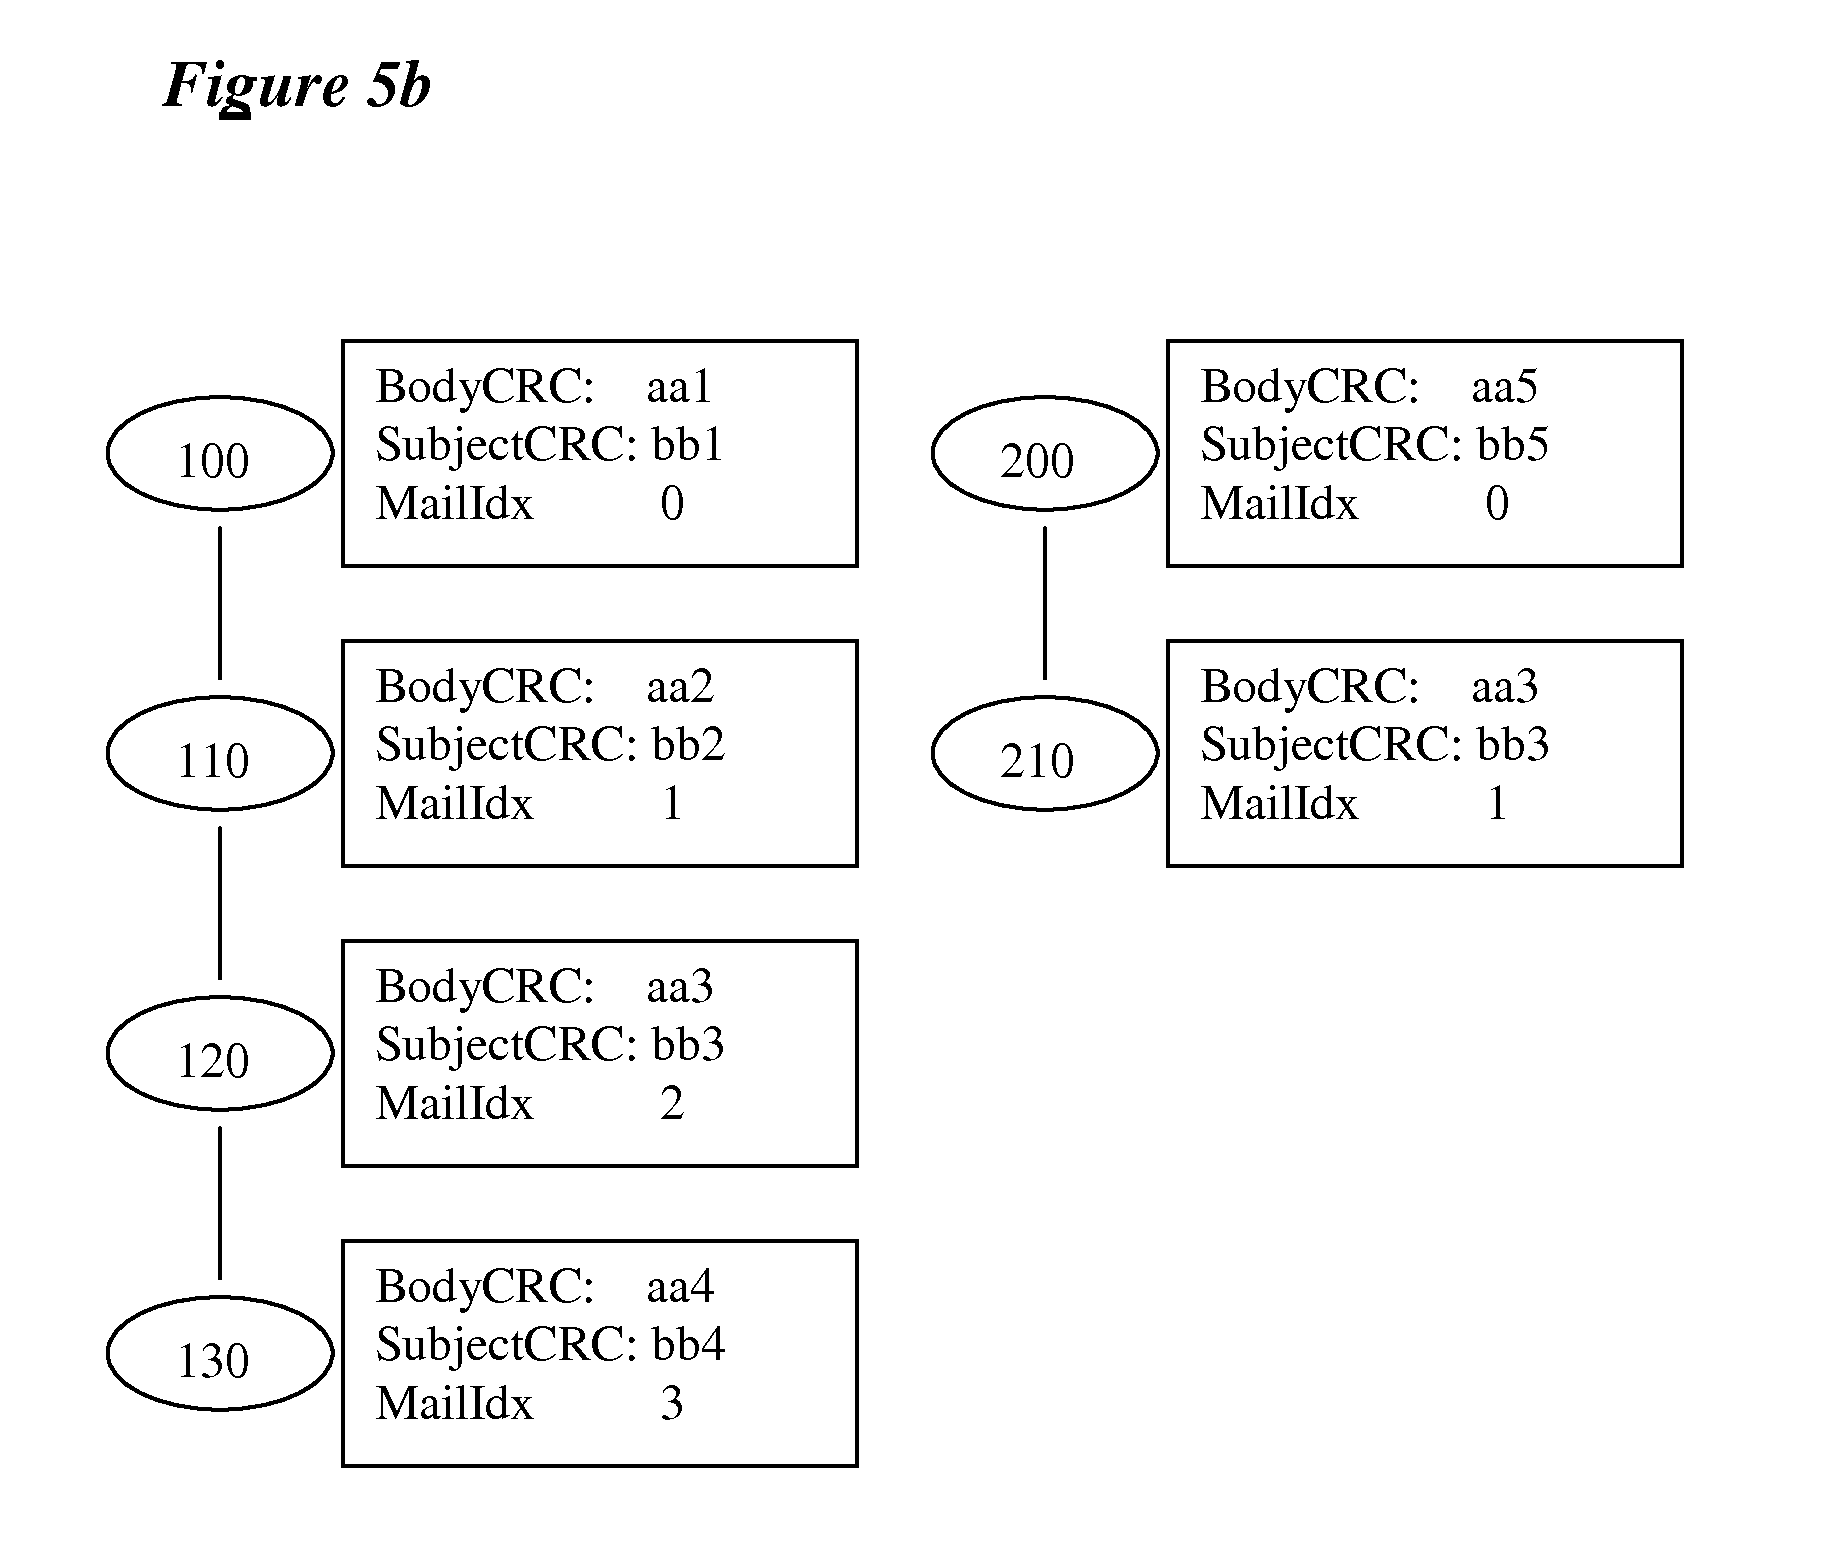 Figure 5b
100
BodyCRC: aa1
SubjectCRC: bb1
MailIdx 0
110
BodyCRC: aa2
SubjectCRC: bb2
MailIdx 1
120
BodyCRC: aa3
SubjectCRC: bb3
MailIdx 2
130
BodyCRC: aa4
SubjectCRC: bb4
MailIdx 3
200
BodyCRC: aa5
SubjectCRC: bb5
MailIdx 0
210
BodyCRC: aa3
SubjectCRC: bb3
MailIdx 1